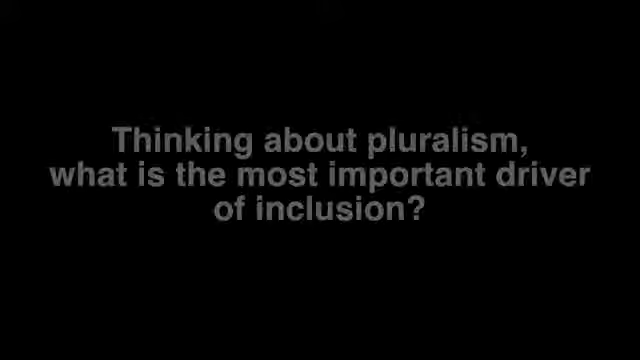 Thinking about pluralism,
what is the most important driver
of inclusion?